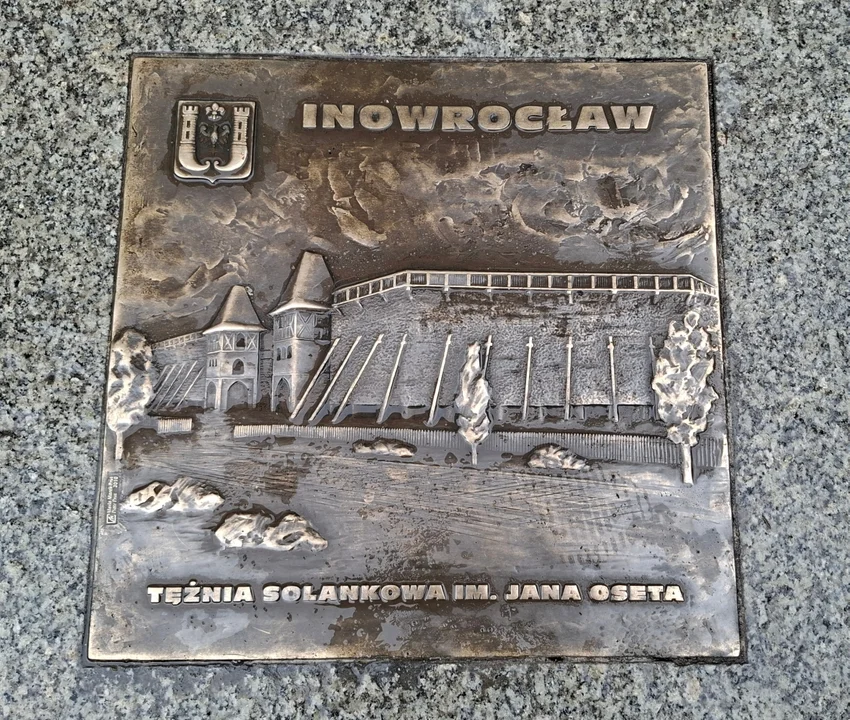 INOWROCŁAW
TĘŻNIA SOLANKOWA IM. JANA OSETA